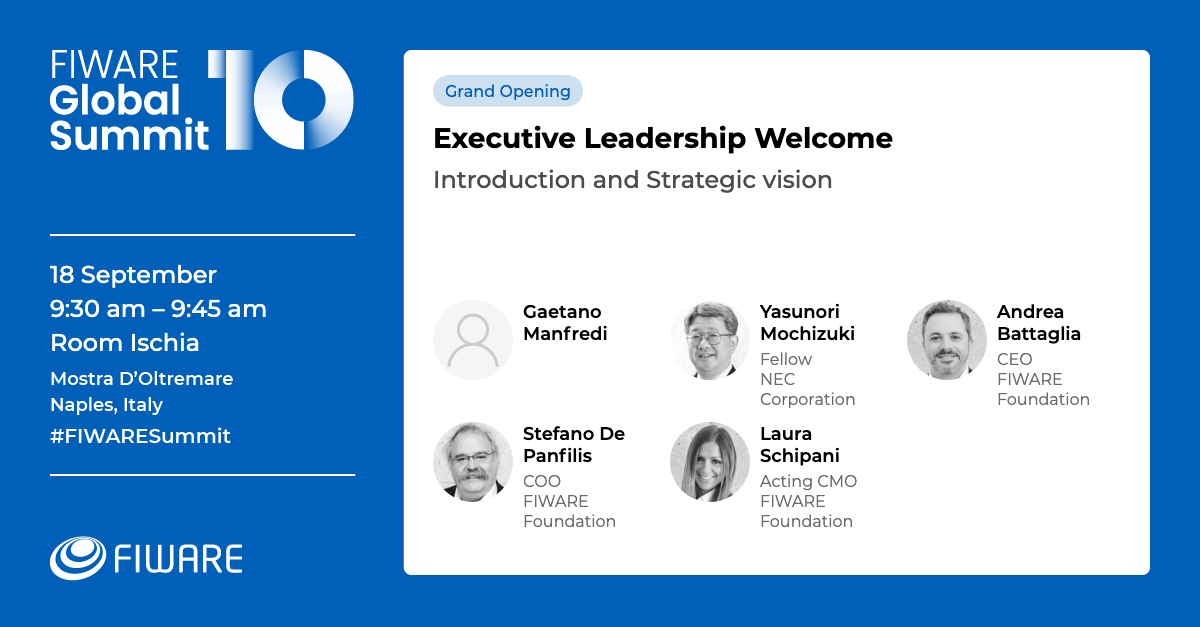 FIWARE
Global
Summit
10
18 September
9:30 am – 9:45 am
Room Ischia
Mostra D’Oltremare
Naples, Italy
#FIWARESummit
FIWARE
Grand Opening
Executive Leadership Welcome
Introduction and Strategic vision
Gaetano
Manfredi
Yasunori
Mochizuki
Fellow
NEC
Corporation
Andrea
Battaglia
CEO
FIWARE
Foundation
Stefano De
Panfilis
COO
FIWARE
Foundation
Laura
Schipani
Acting CMO
FIWARE
Foundation